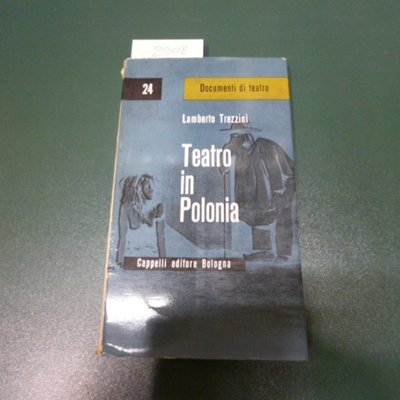 24
Documenti di teatro
Lamberto Trezzini
Teatro
in
Polonia
Cappelli editore Bologna